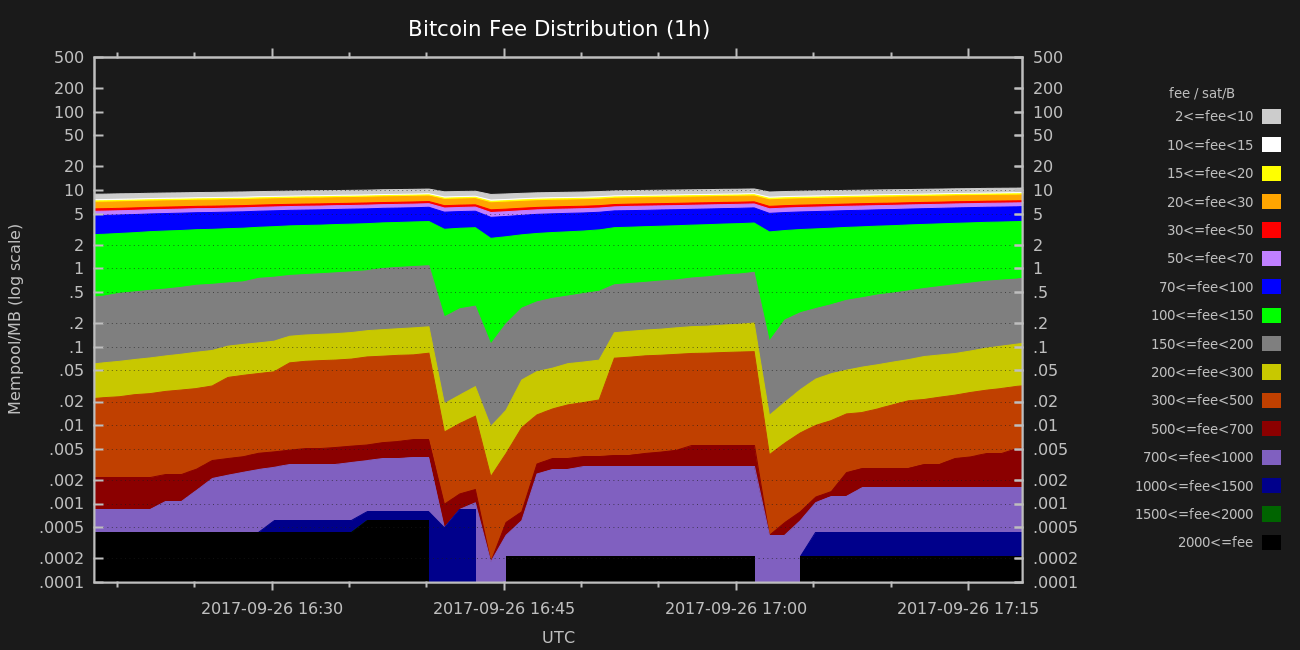 Bitcoin Fee Distribution (1h)
Mempool/MB (log scale)
500
200
100
50
20
10
5
2
1
.5
.2
.1
.05
.02
.01
.005
.002
.001
.0005
.0002
.0001
500
200
100
50
20
10
5
2
1
.5
.2
.1
.05
.02
.01
.005
.002
.001
.0005
.0002
.0001
2017-09-26 16:30
2017-09-26 16:45
2017-09-26 17:00
2017-09-26 17:15
UTC
fee / sat/B
2<=fee<10
10<=fee<15
15<=fee<20
20<=fee<30
30<=fee<50
50<=fee<70
70<=fee<100
100<=fee<150
150<=fee<200
200<=fee<300
300<=fee<500
500<=fee<700
700<=fee<1000
1000<=fee<1500
1500<=fee<2000
2000<=fee